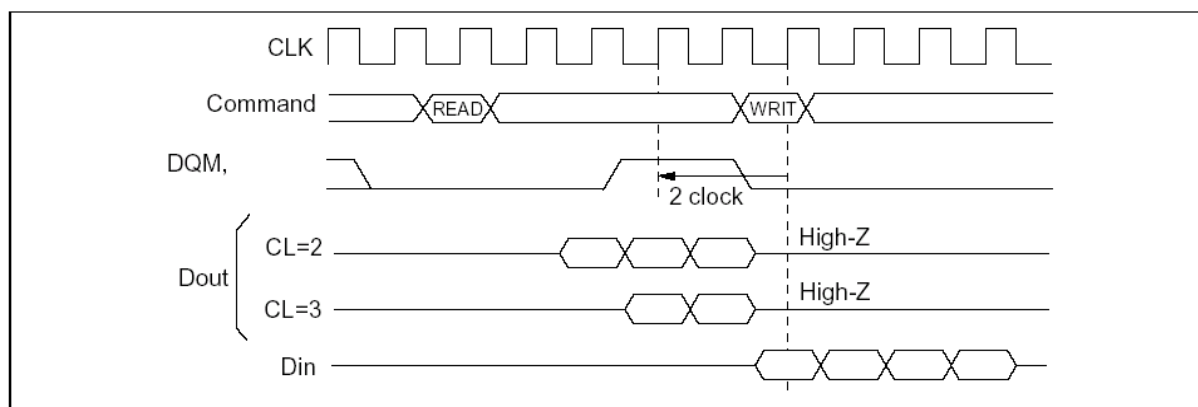 CLK
Command READ WRIT
DQM,
2 clock
CL=2 High-Z
Dout
CL=3 High-Z
Din